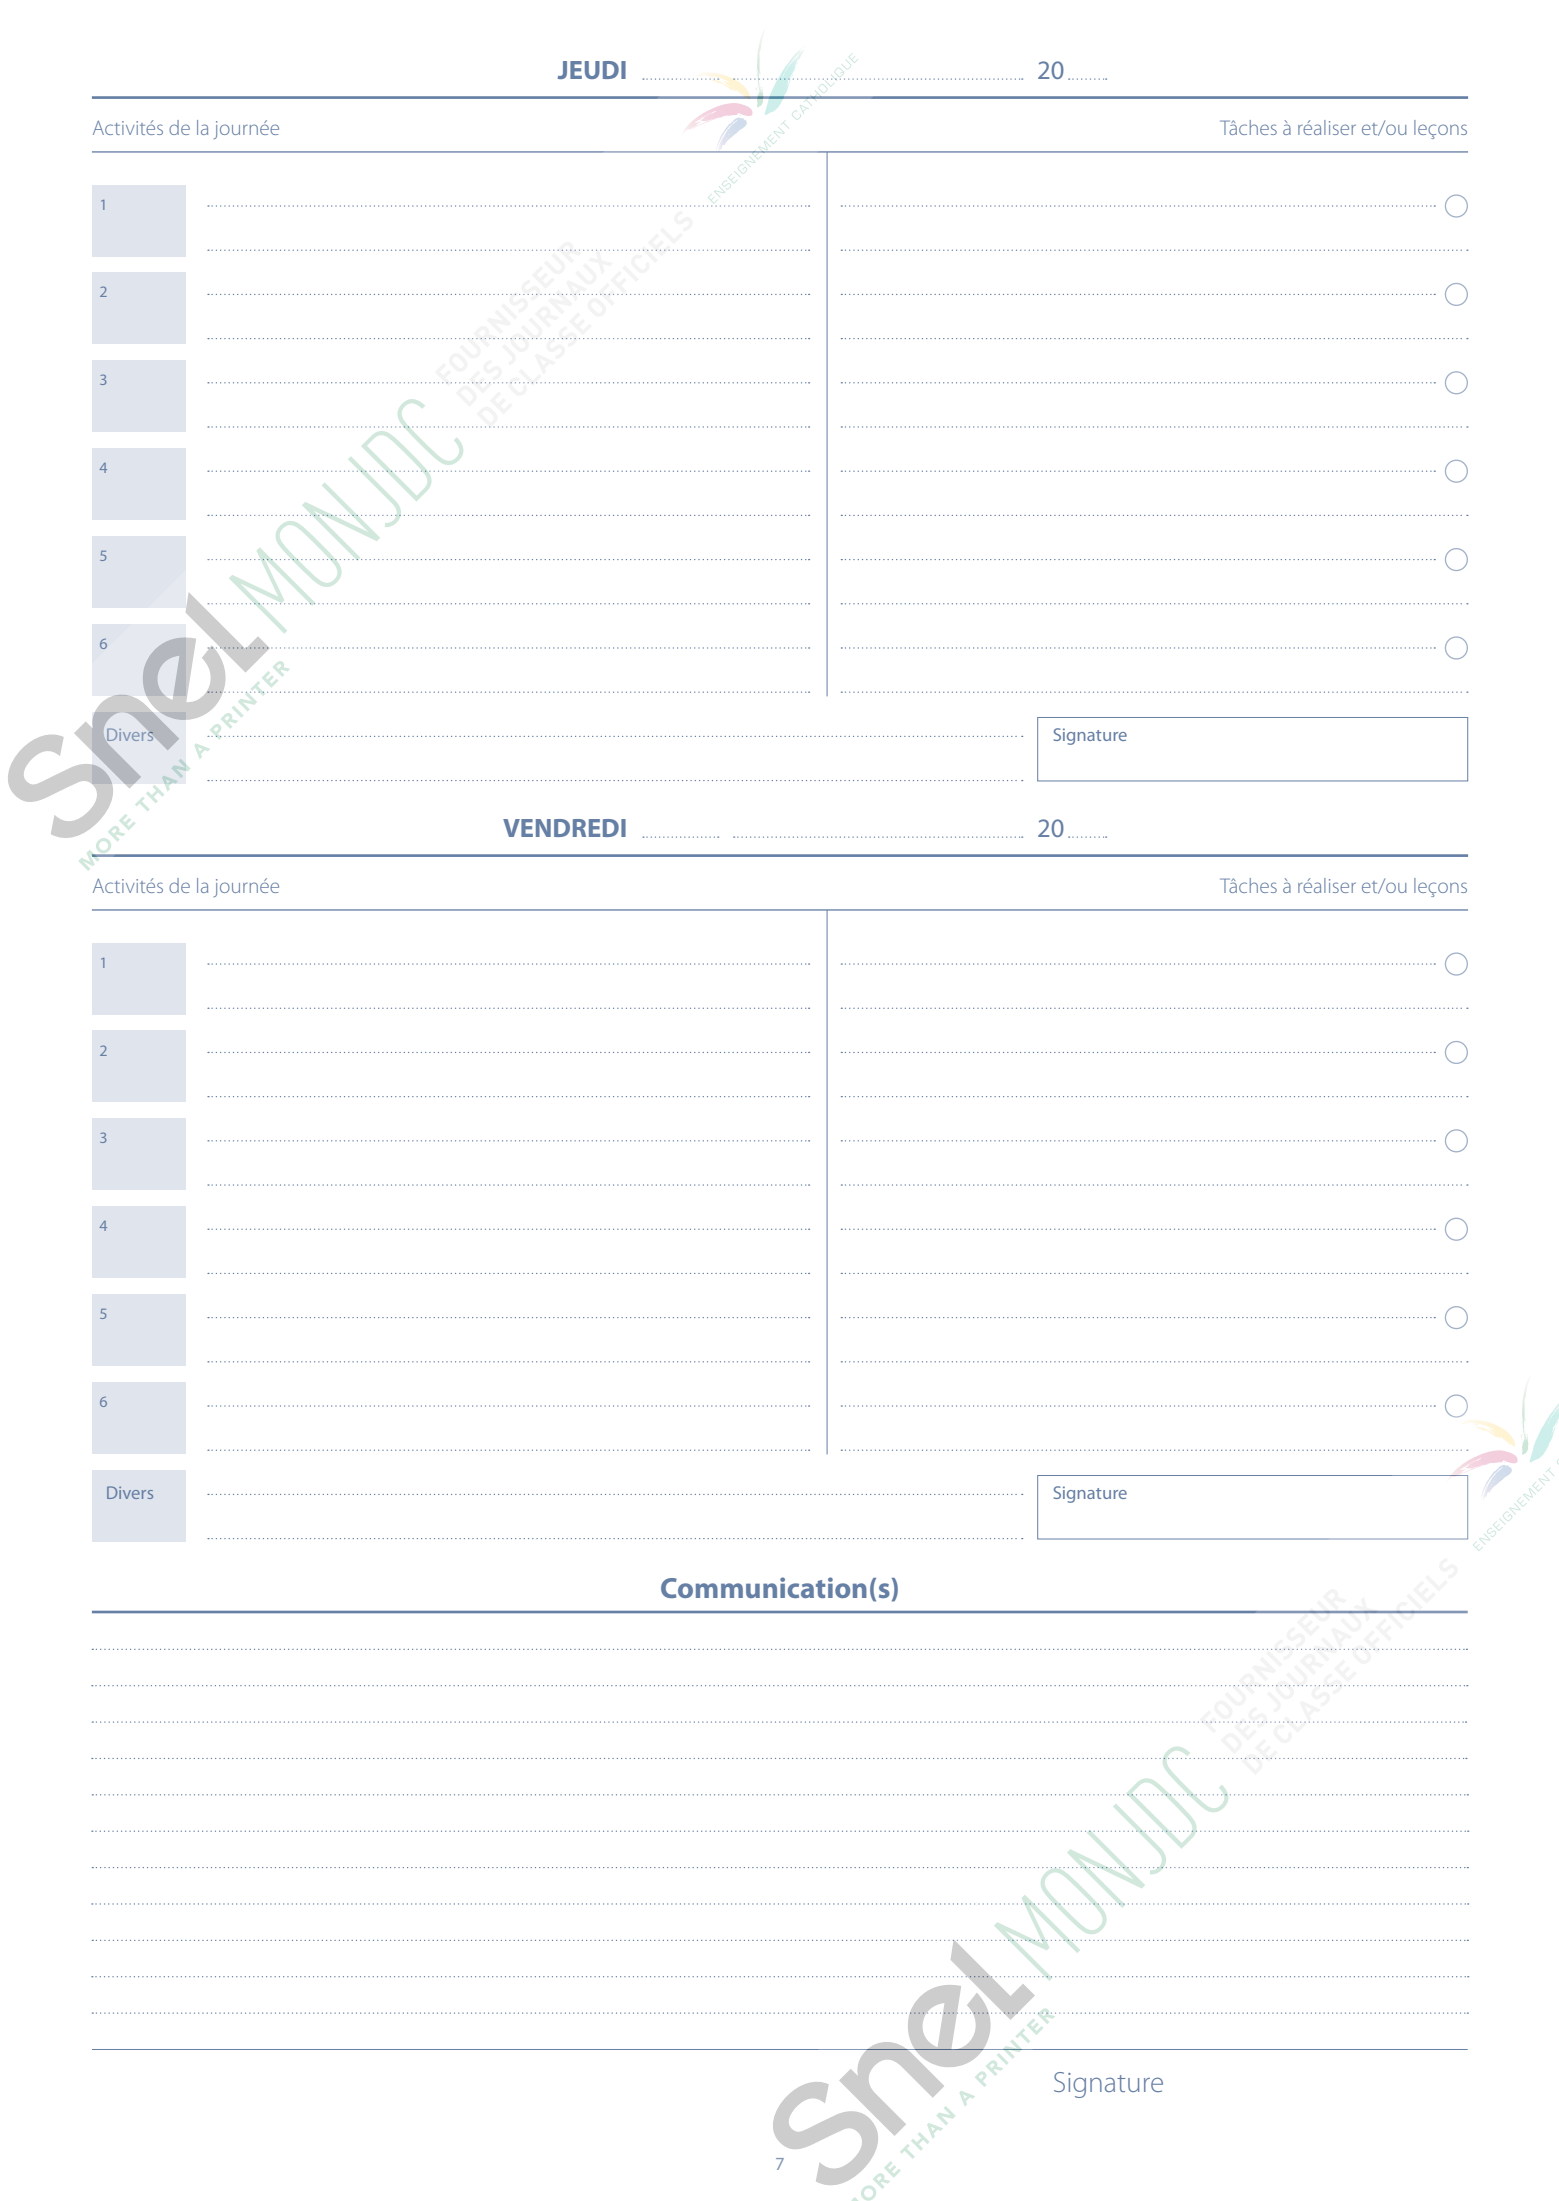 JEUDI 20
Activités de la journée Tâches à réaliser et/ou leçons
1
2
3
4
5
6
Divers
Signature
VENDREDI 20
Activités de la journée Tâches à réaliser et/ou leçons
1
2
3
4
5
6
Divers
Signature
Communication(s)
Signature
7
ENSEIGNEMENT CATHOLIQUE
FOURNISSEUR
DES JOURNAUX
DE CLASSE OFFICIELS
Snel MONJDC
MORE THAN A PRINTER
ENSEIGNEMENT C
FOURNISSEUR
DES JOURNAUX
DE CLASSE OFFICIELS
Snel MONJDC
MORE THAN A PRINTER